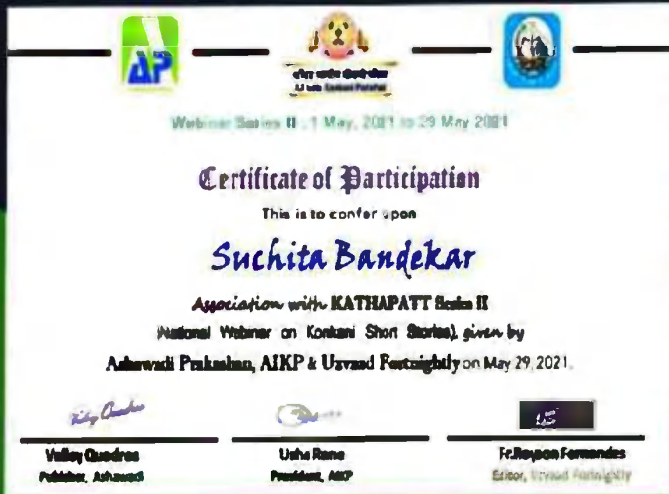 AP
Webinar Series II : 1 May, 2021 to 29 May 2021
Certificate of Participation
This is to confer upon
Suchita Bandekar
Association with KATHAPATT Series II
(National Webinar on Konkani Short Stories), given by
Ashawadi Prakashan, AIKP & Uzvaad Fortnightly on May 29, 2021.
Valley Quadros Usha Rane Fr.Royson Fernandes
Publisher, Ashawadi President, AIKP Editor, Fortnightly